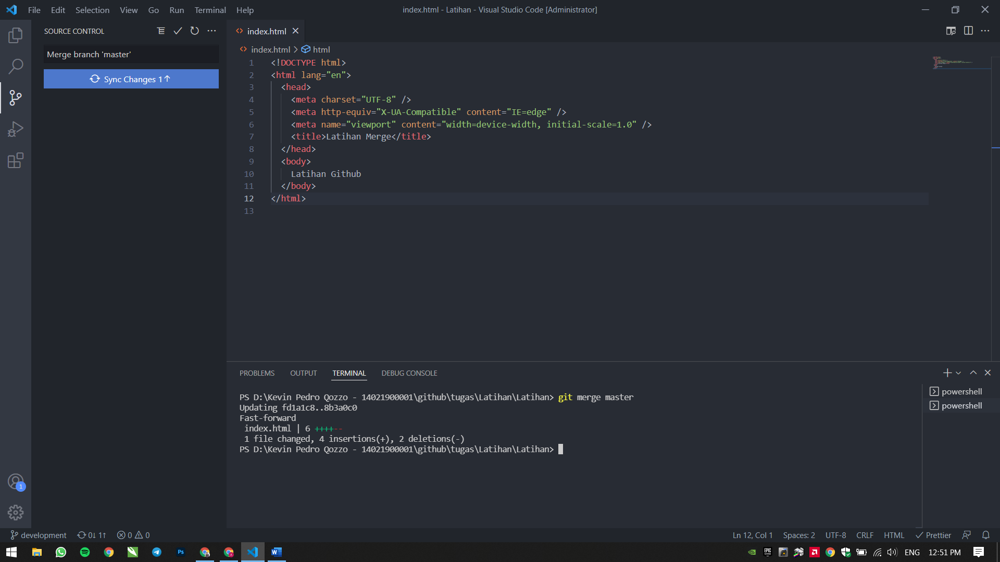 File Edit Selection View Go Run Terminal Help
index.html - Latihan - Visual Studio Code [Administrator]
SOURCE CONTROL
Merge branch 'master'
Sync Changes 1↑
index.html
index.html > html
1 <!DOCTYPE html>
2 <html lang="en">
3 <head>
4 <meta charset="UTF-8" />
5 <meta http-equiv="X-UA-Compatible" content="IE=edge" />
6 <meta name="viewport" content="width=device-width, initial-scale=1.0" />
7 <title>Latihan Merge</title>
8 </head>
9 <body>
10 Latihan Github
11 </body>
12 </html>
13
PROBLEMS OUTPUT TERMINAL DEBUG CONSOLE
PS D:\Kevin Pedro Qozzo - 14021900001\github\tugas\Latihan\Latihan> git merge master
Updating fd1a1c8..8b3a0c0
Fast-forward
index.html | 6 ++++--
1 file changed, 4 insertions(+), 2 deletions(-)
PS D:\Kevin Pedro Qozzo - 14021900001\github\tugas\Latihan\Latihan>
powershell
powershell
1
development 0↓ 1↑ 0 0
Ln 12, Col 1 Spaces: 2 UTF-8 CRLF HTML Prettier
Ps
W
EPIC GAMES
ENG 12:51 PM